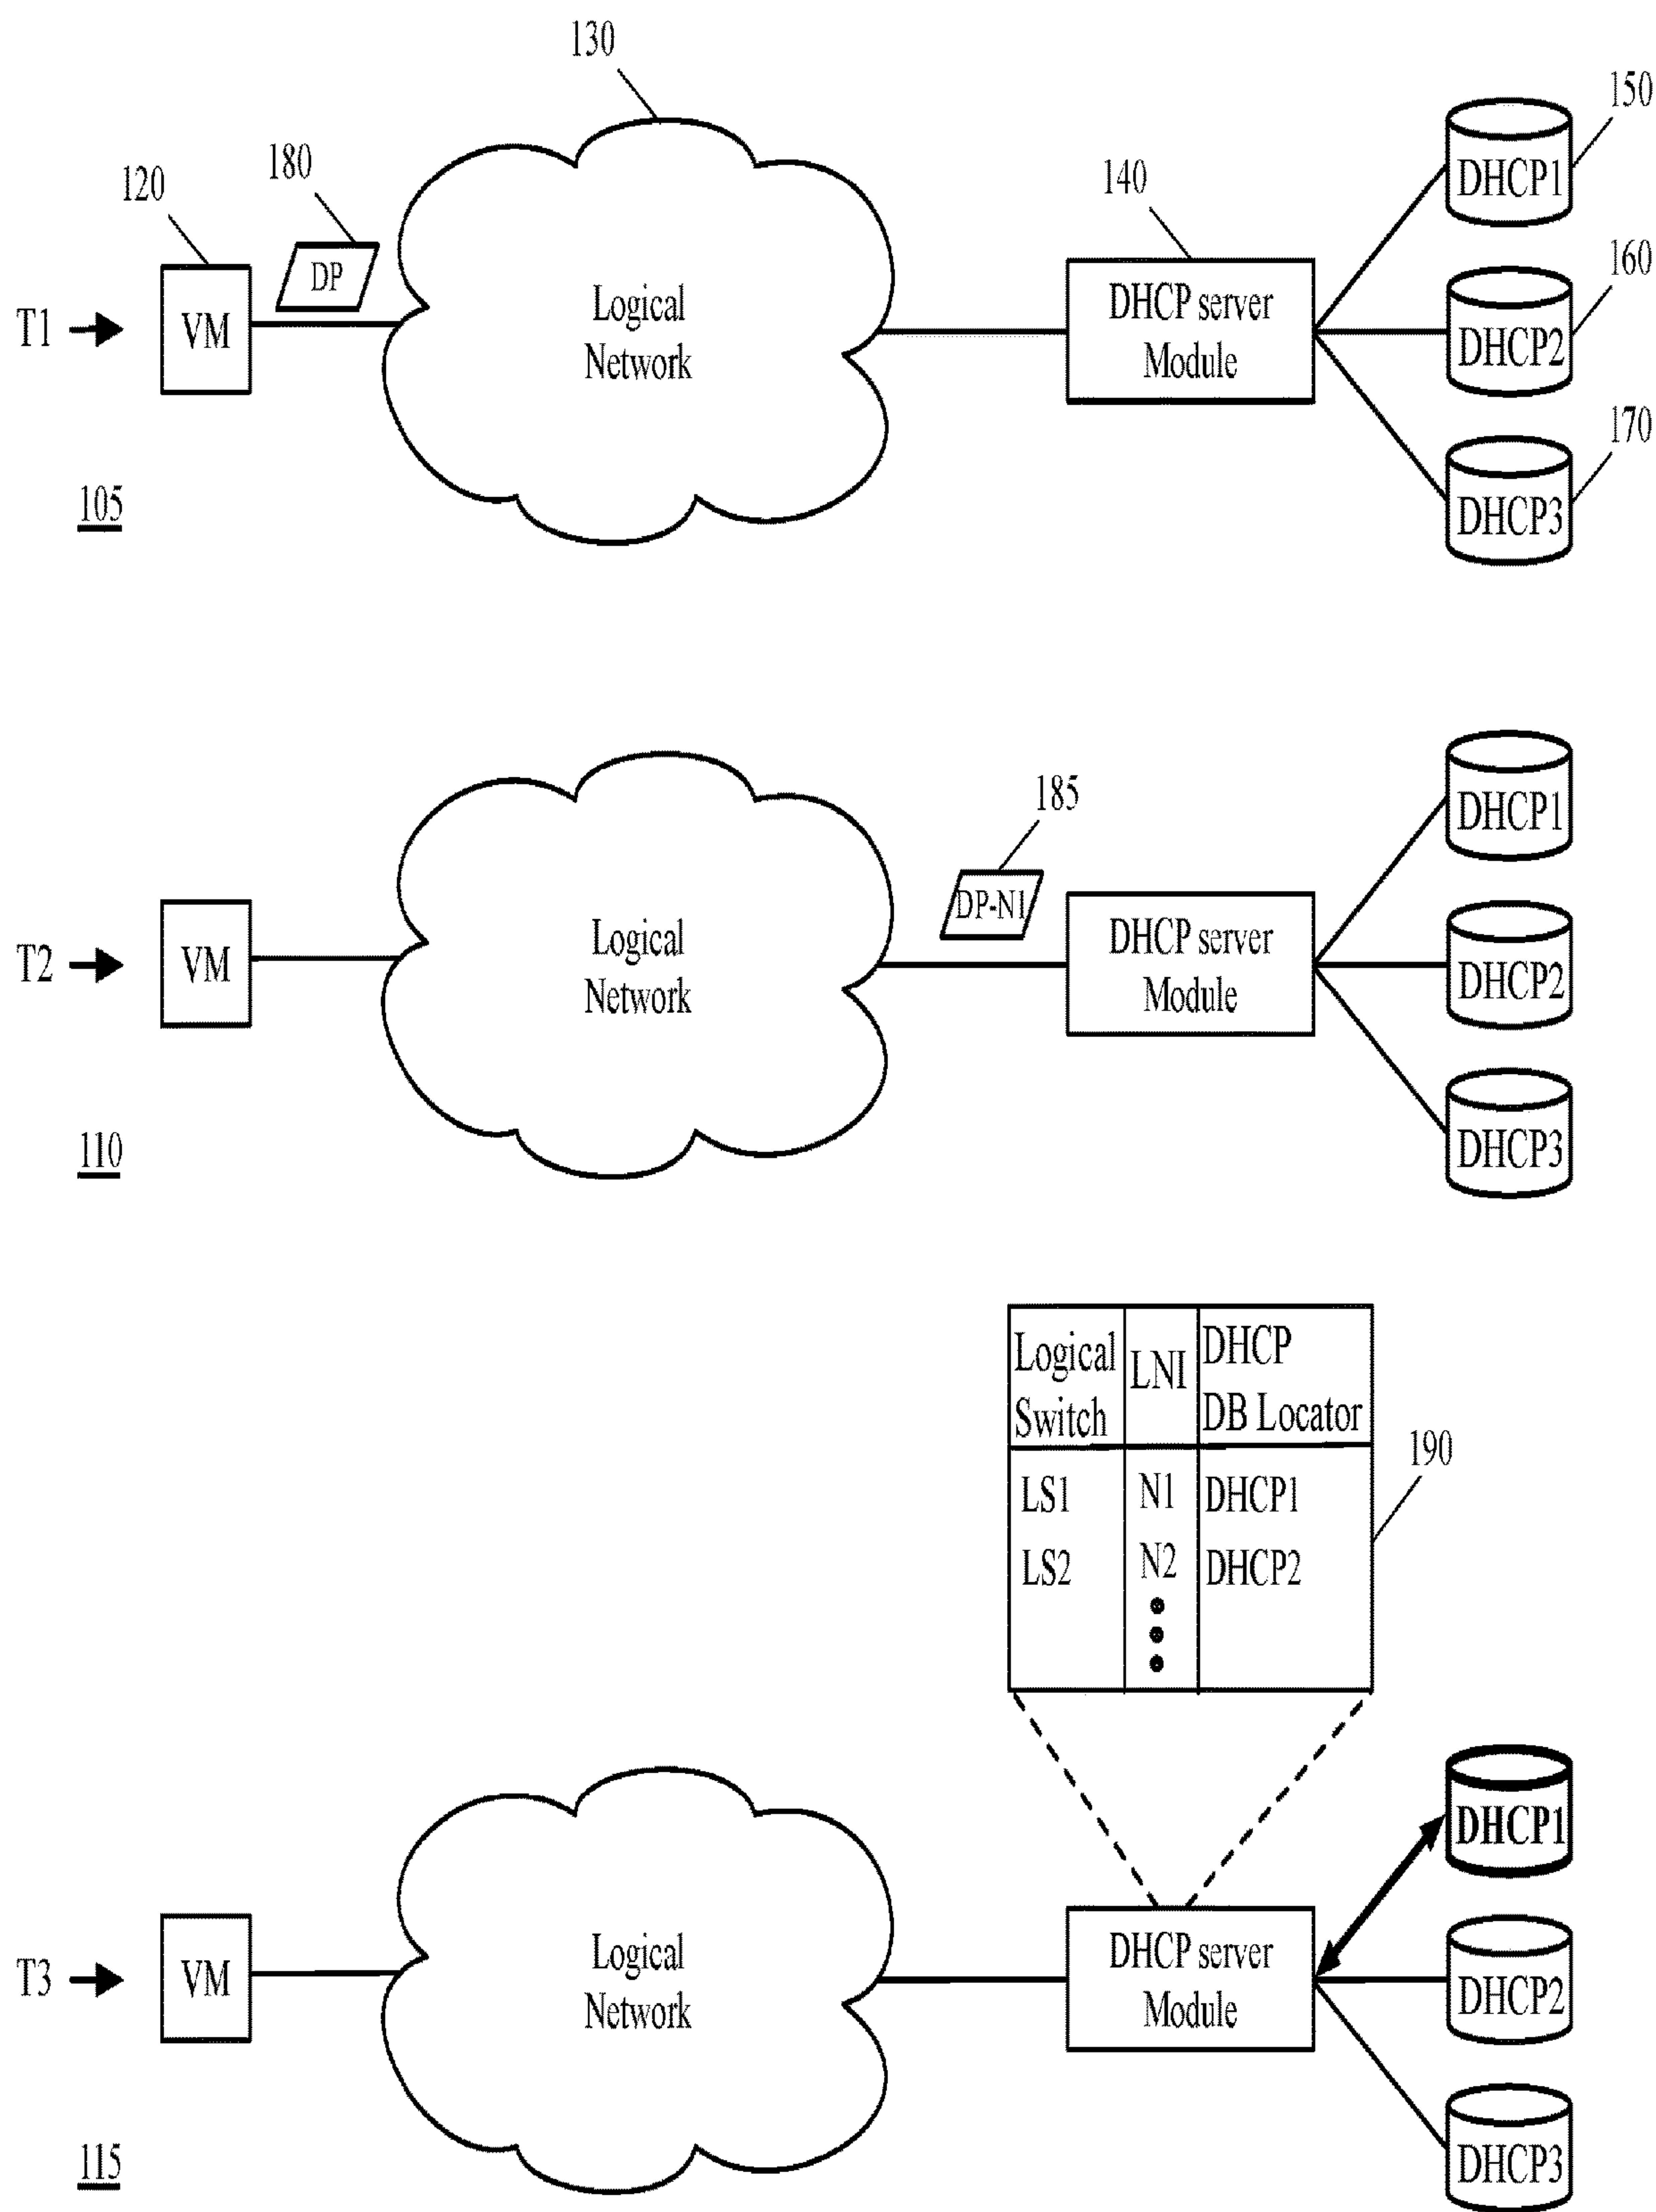 130
150
180
140
120
DHCP1
160
DP
Logical
Network
DHCP server
Module
T1
VM
DHCP2
170
105
DHCP3
185
DHCP1
DP-N1
Logical
Network
DHCP server
Module
T2
VM
DHCP2
110
DHCP3
Logical Switch LNI DHCP DB Locator
190
LS1 N1 DHCP1
LS2 N2 DHCP2
DHCP1
Logical
Network
DHCP server
Module
T3
VM
DHCP2
115
DHCP3